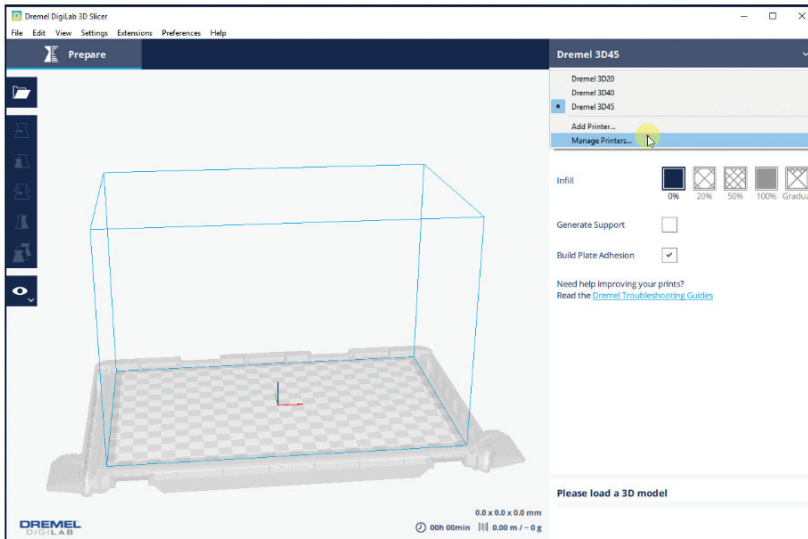 Dremel DigiLab 3D Slicer
File Edit View Settings Extensions Preferences Help
Prepare
Dremel 3D45
Dremel 3D20
Dremel 3D40
Dremel 3D45
Add Printer...
Manage Printers...
Infill
0% 20% 50% 100% Gradua
Generate Support
Build Plate Adhesion
Need help improving your prints?
Read the Dremel Troubleshooting Guides
Please load a 3D model
0.0 x 0.0 x 0.0 mm
00h 00min 0.00 m / ~ 0 g
DREMEL
DIGILAB